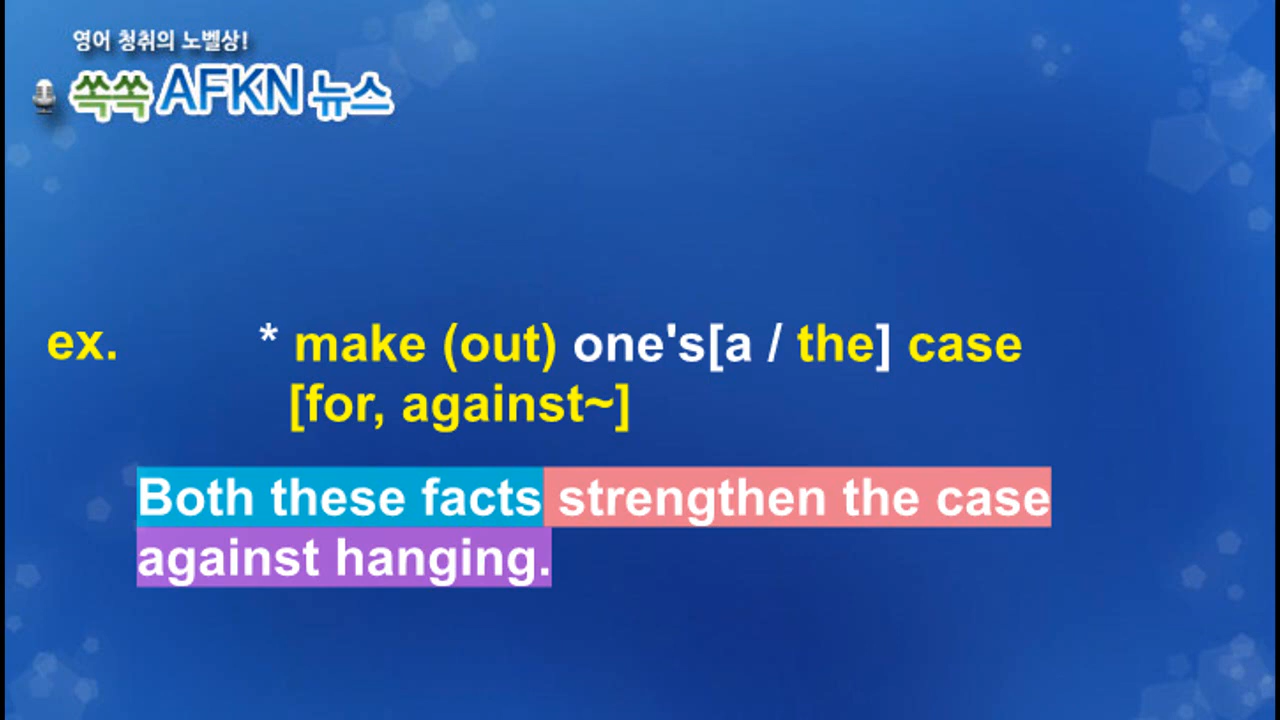 영어 청취의 노벨상!
쏙쏙 AFKN 뉴스
ex. * make (out) one's[a / the] case
[for, against~]
Both these facts strengthen the case
against hanging.